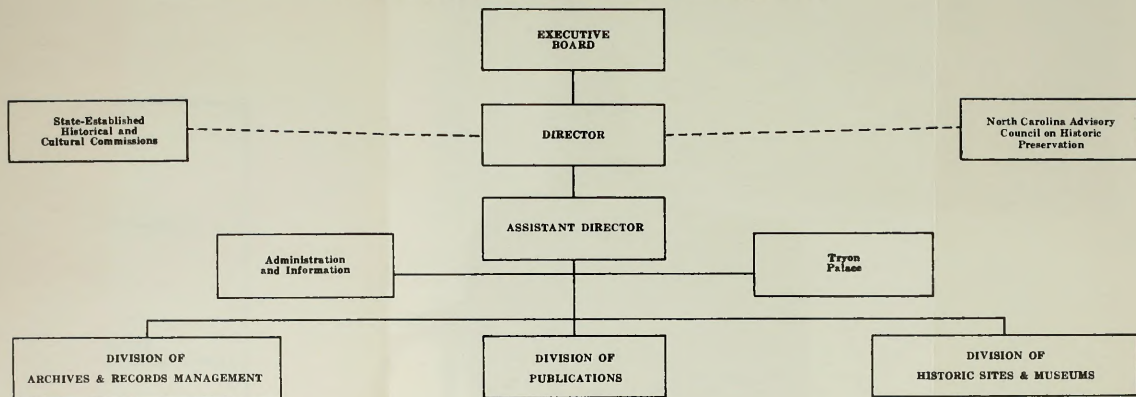 EXECUTIVE
BOARD
State-Established
Historical and
Cultural Commissions
DIRECTOR
North Carolina Advisory
Council on Historic
Preservation
ASSISTANT DIRECTOR
Administration
and Information
Tryon
Palace
DIVISION OF
ARCHIVES & RECORDS MANAGEMENT
DIVISION OF
PUBLICATIONS
DIVISION OF
HISTORIC SITES & MUSEUMS